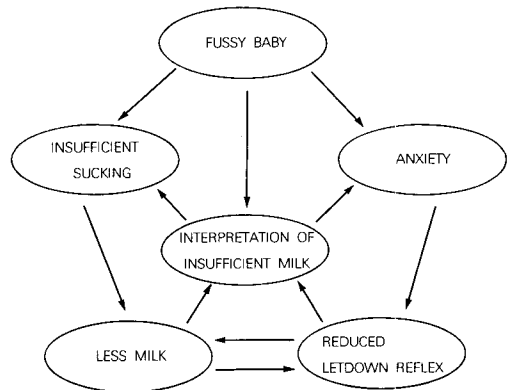 FUSSY BABY
INSUFFICIENT
SUCKING
ANXIETY
INTERPRETATION OF
INSUFFICIENT MILK
LESS MILK
REDUCED
LETDOWN REFLEX